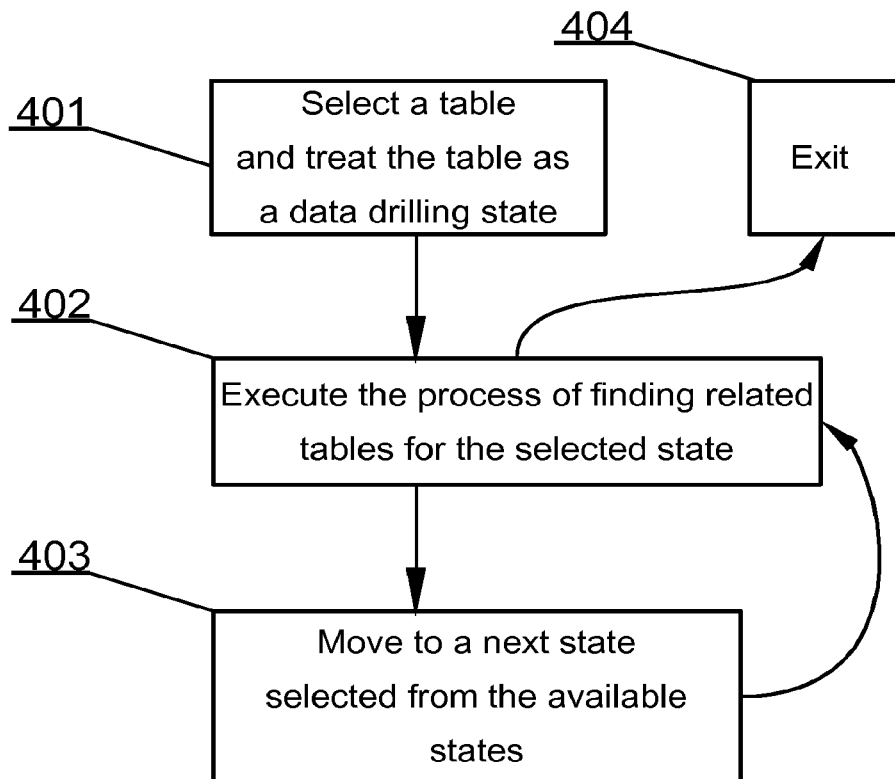 404
401
Select a table
and treat the table as
a data drilling state
Exit
402
Execute the process of finding related
tables for the selected state
403
Move to a next state
selected from the available
states